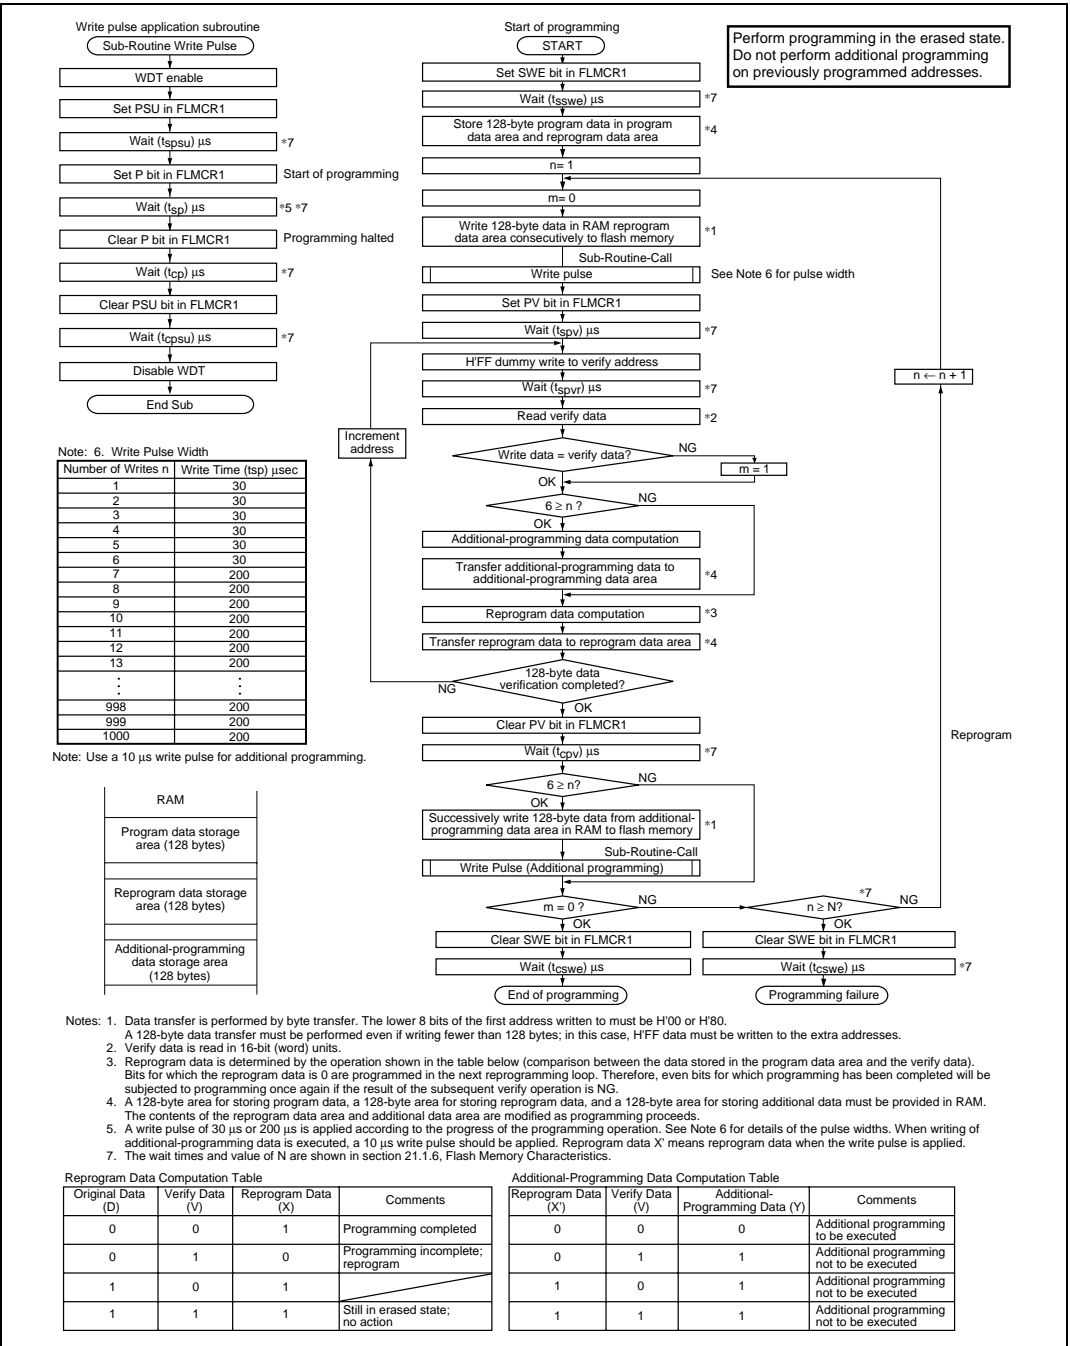 Write pulse application subroutine
Sub-Routine Write Pulse
WDT enable
Set PSU in FLMCR1
Wait (tspsu) μs
*7
Set P bit in FLMCR1
Start of programming
Wait (tsp) μs
*5 *7
Clear P bit in FLMCR1
Programming halted
Wait (tcp) μs
*7
Clear PSU bit in FLMCR1
Wait (tcpsu) μs
*7
Disable WDT
End Sub
Note: 6. Write Pulse Width
Number of Writes n Write Time (tsp) μsec
1 30
2 30
3 30
4 30
5 30
6 30
7 200
8 200
9 200
10 200
11 200
12 200
13 200
⋮ ⋮
998 200
999 200
1000 200
Note: Use a 10 μs write pulse for additional programming.
RAM
Program data storage
area (128 bytes)
Reprogram data storage
area (128 bytes)
Additional-programming
data storage area
(128 bytes)
Start of programming
START
Set SWE bit in FLMCR1
Wait (tsswe) μs
*7
Store 128-byte program data in program
data area and reprogram data area
*4
n= 1
m= 0
Write 128-byte data in RAM reprogram
data area consecutively to flash memory
*1
Sub-Routine-Call
Write pulse
See Note 6 for pulse width
Set PV bit in FLMCR1
Wait (tspv) μs
*7
H'FF dummy write to verify address
Wait (tspvr) μs
*7
Read verify data
*2
Increment
address
Write data = verify data?
NG
m = 1
OK
6 ≥ n ?
NG
OK
Additional-programming data computation
Transfer additional-programming data to
additional-programming data area
*4
Reprogram data computation
*3
Transfer reprogram data to reprogram data area
*4
128-byte data
verification completed?
NG
OK
Clear PV bit in FLMCR1
Wait (tcpv) μs
*7
6 ≥ n?
NG
OK
Successively write 128-byte data from additional-
programming data area in RAM to flash memory
*1
Sub-Routine-Call
Write Pulse (Additional programming)
m = 0 ?
NG
OK
Clear SWE bit in FLMCR1
Wait (tcswe) μs
End of programming
*7
n ≥ N?
NG
OK
Clear SWE bit in FLMCR1
Wait (tcswe) μs
*7
Programming failure
n ← n + 1
Reprogram
Perform programming in the erased state.
Do not perform additional programming
on previously programmed addresses.
Notes: 1. Data transfer is performed by byte transfer. The lower 8 bits of the first address written to must be H'00 or H'80.
A 128-byte data transfer must be performed even if writing fewer than 128 bytes; in this case, H'FF data must be written to the extra addresses.
2. Verify data is read in 16-bit (word) units.
3. Reprogram data is determined by the operation shown in the table below (comparison between the data stored in the program data area and the verify data).
Bits for which the reprogram data is 0 are programmed in the next reprogramming loop. Therefore, even bits for which programming has been completed will be
subjected to programming once again if the result of the subsequent verify operation is NG.
4. A 128-byte area for storing program data, a 128-byte area for storing reprogram data, and a 128-byte area for storing additional data must be provided in RAM.
The contents of the reprogram data area and additional data area are modified as programming proceeds.
5. A write pulse of 30 μs or 200 μs is applied according to the progress of the programming operation. See Note 6 for details of the pulse widths. When writing of
additional-programming data is executed, a 10 μs write pulse should be applied. Reprogram data X' means reprogram data when the write pulse is applied.
7. The wait times and value of N are shown in section 21.1.6, Flash Memory Characteristics.
Reprogram Data Computation Table
Original Data (D) Verify Data (V) Reprogram Data (X) Comments
0 0 1 Programming completed
0 1 0 Programming incomplete; reprogram
1 0 1
1 1 1 Still in erased state; no action
Additional-Programming Data Computation Table
Reprogram Data (X') Verify Data (V) Additional-Programming Data (Y) Comments
0 0 0 Additional programming to be executed
0 1 1 Additional programming not to be executed
1 0 1 Additional programming not to be executed
1 1 1 Additional programming not to be executed